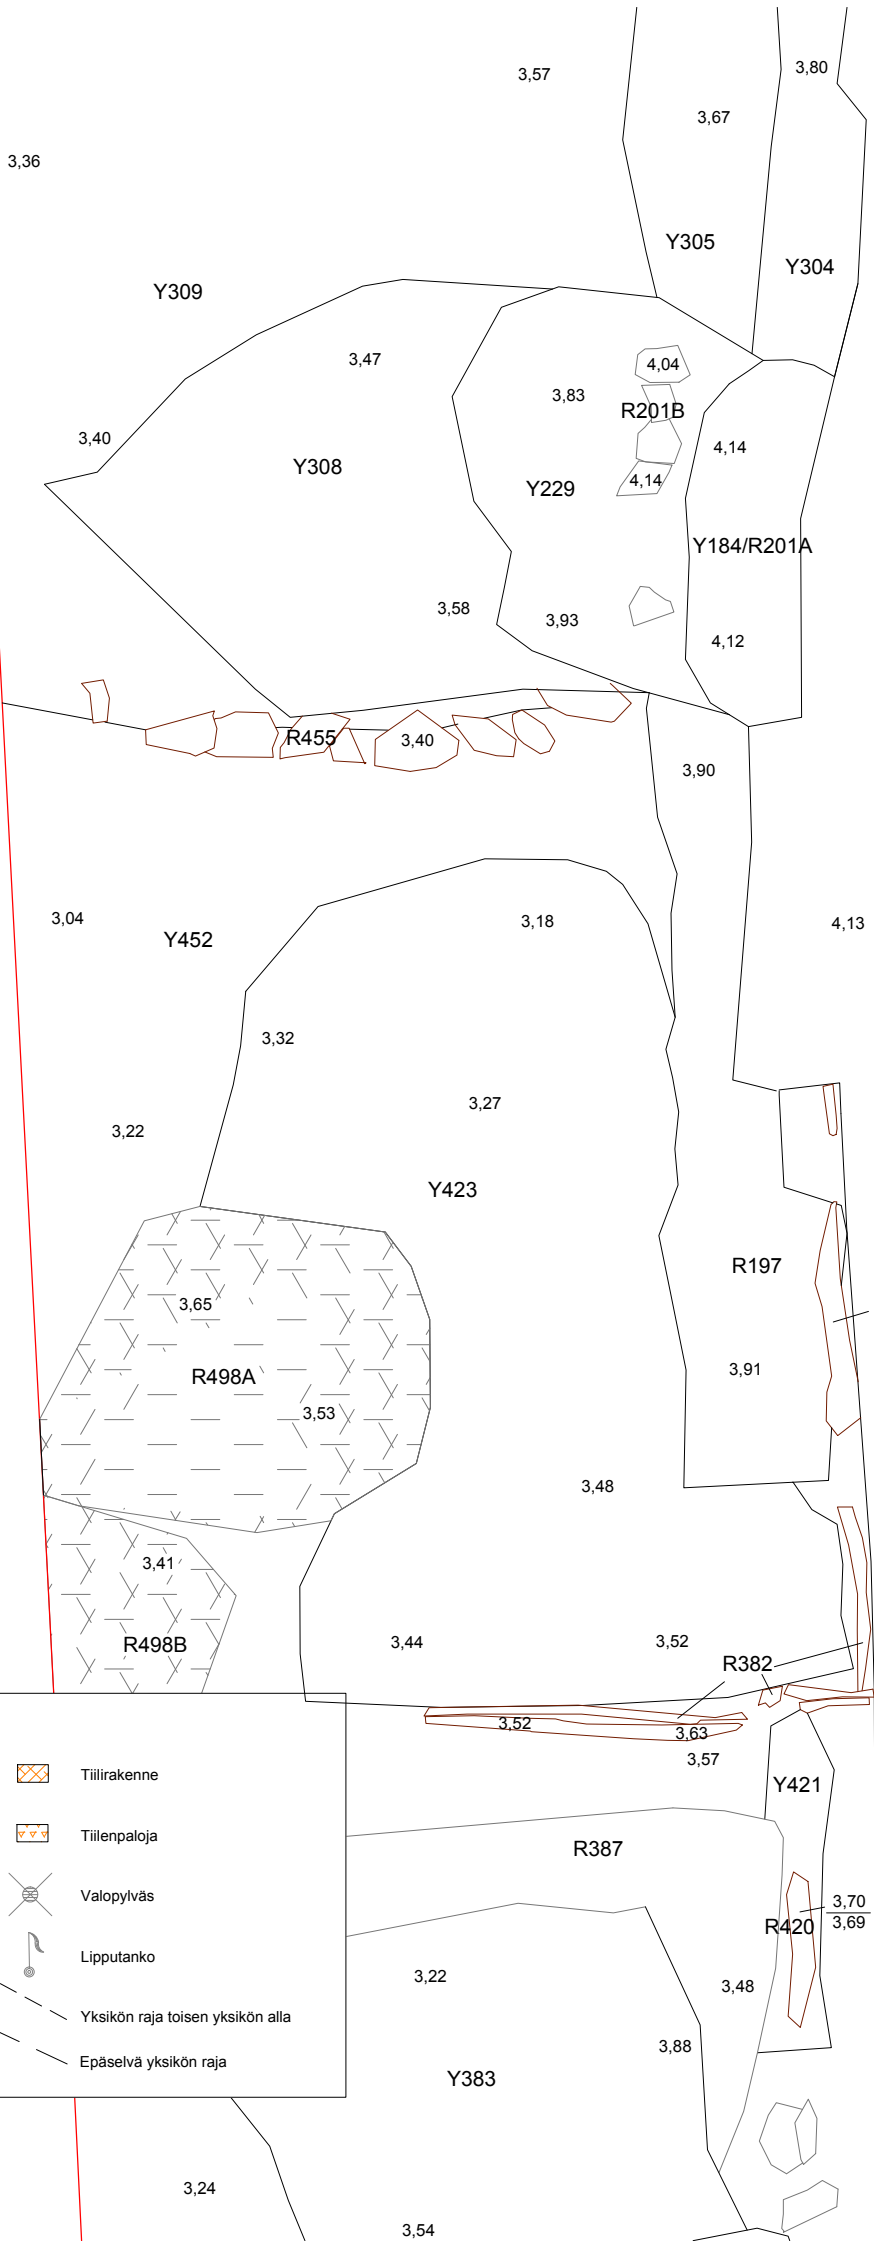 3,57
3,80
3,67
3,36
Y305
Y304
Y309
3,47
4,04
3,83
R201B
3,40
4,14
Y308
4,14
Y229
Y184/R201A
3,58
3,93
4,12
R455
3,40
3,90
3,04
3,18
4,13
Y452
3,32
3,27
3,22
Y423
R197
3,65
R498A
3,91
3,53
3,48
3,41
R498B
3,44
3,52
R382
3,52
3,63
3,57
Tiilirakenne
Y421
Tiilenpaloja
R387
Valopylväs
3,70
R420
3,69
Lipputanko
3,22
3,48
Yksikön raja toisen yksikön alla
3,88
Epäselvä yksikön raja
Y383
3,24
3,54